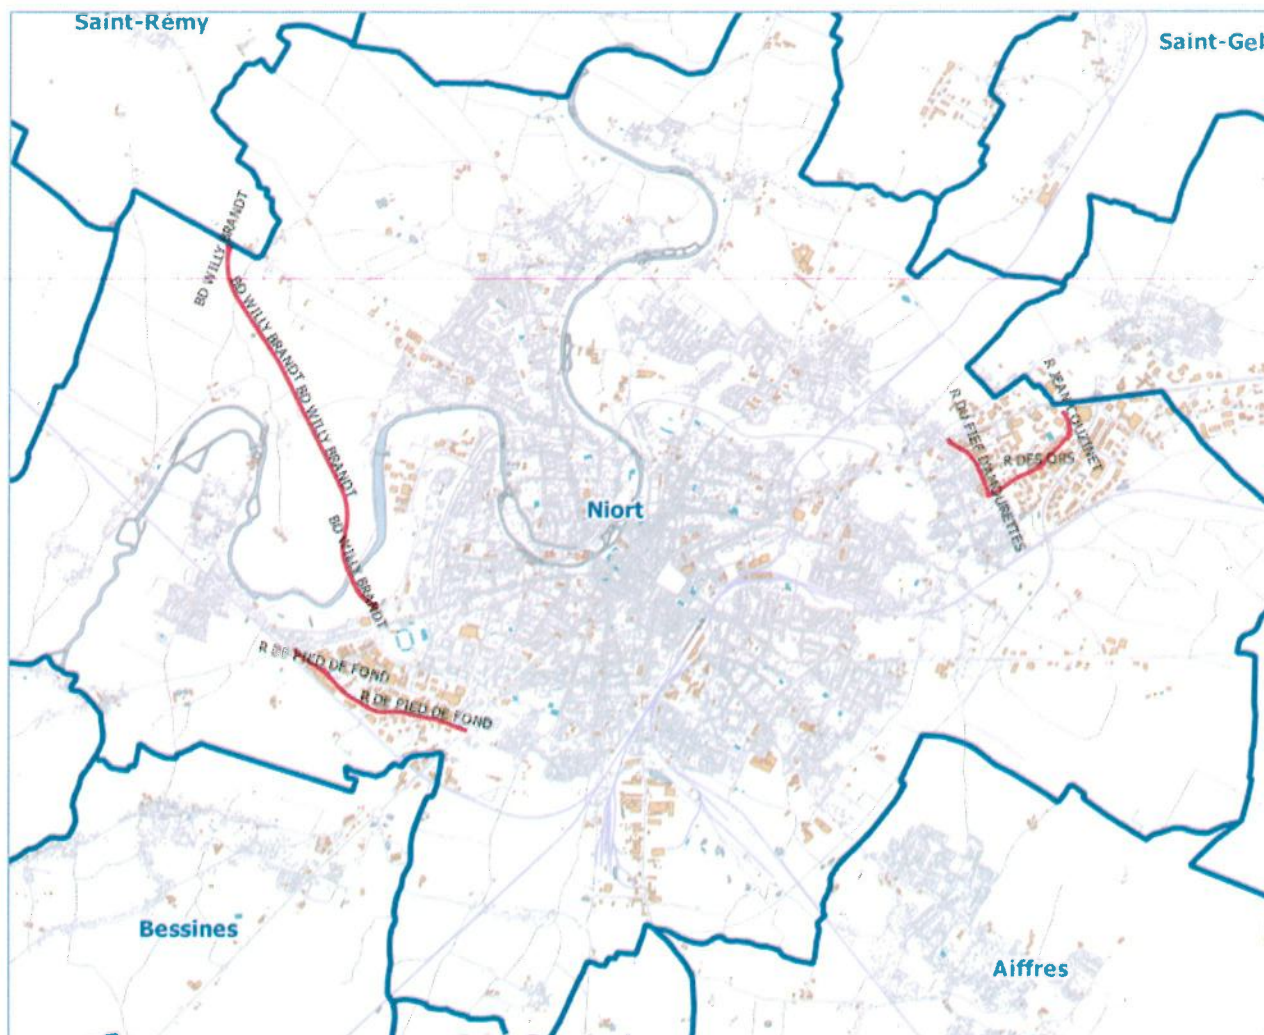 Saint-Rémy
Saint-Gel
BD WILLY BRANDT
BD WILLY BRANDT
BD WILLY BRANDT
BD WILLY BRANDT
R JEAN COUZINET
R DU FIEF D'AMOURETTES
R DES ORS
Niort
R DE PIED DE FOND
R DE PIED DE FOND
Bessines
Aiffres